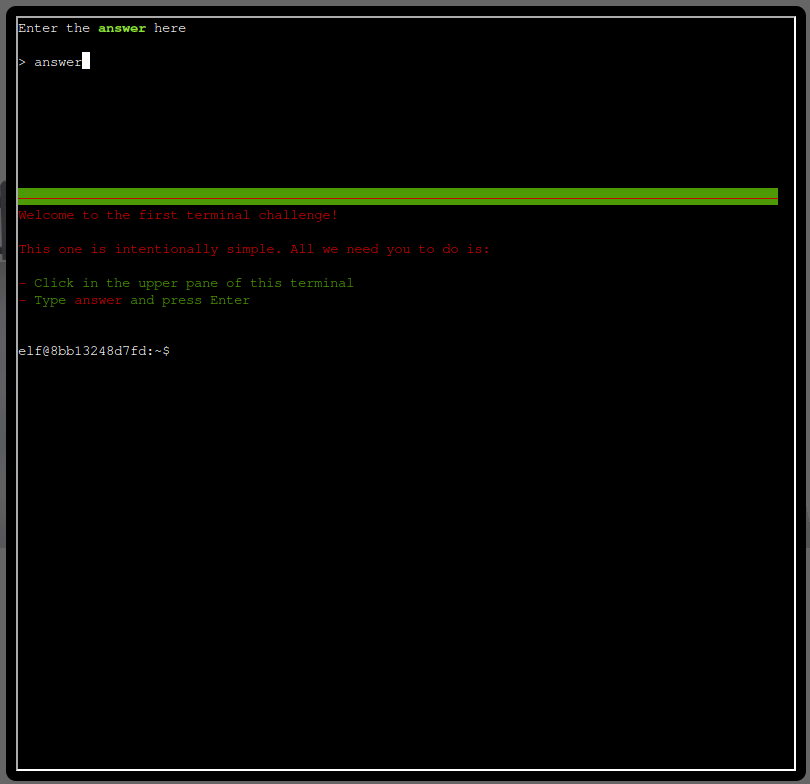 Enter the answer here
> answer
Welcome to the first terminal challenge!
This one is intentionally simple. All we need you to do is:
- Click in the upper pane of this terminal
- Type answer and press Enter
elf@8bb13248d7fd:~$